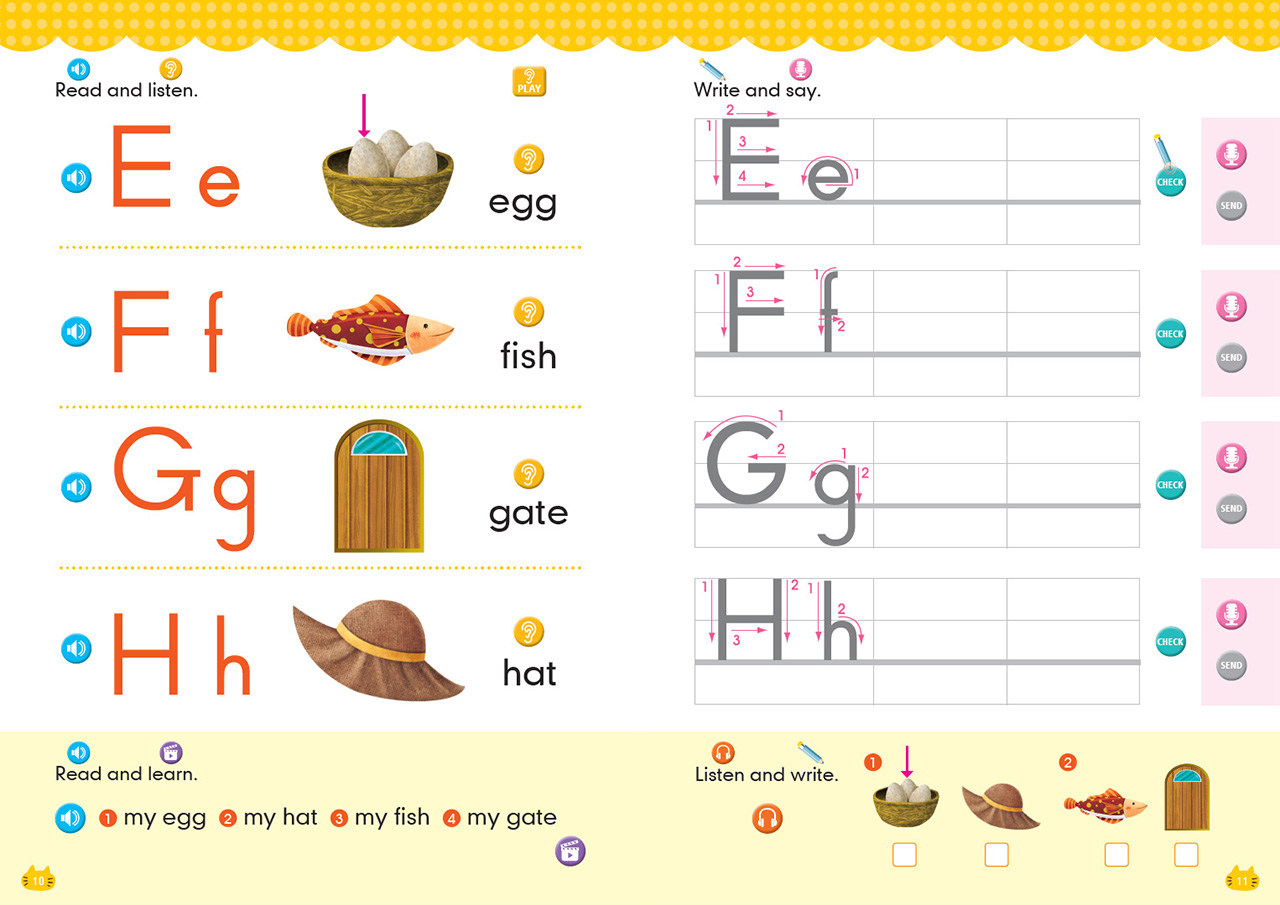 Read and listen.
PLAY
E e
egg
F f
fish
G g
gate
H h
hat
Read and learn.
1 my egg 2 my hat 3 my fish 4 my gate
10
Write and say.
1 2 3 4 E e 1
CHECK
SEND
1 2 3 F 1 f 2
CHECK
SEND
1 2 G 1 2 g
CHECK
SEND
1 2 3 H 1 2 h
CHECK
SEND
Listen and write.
1 2
11